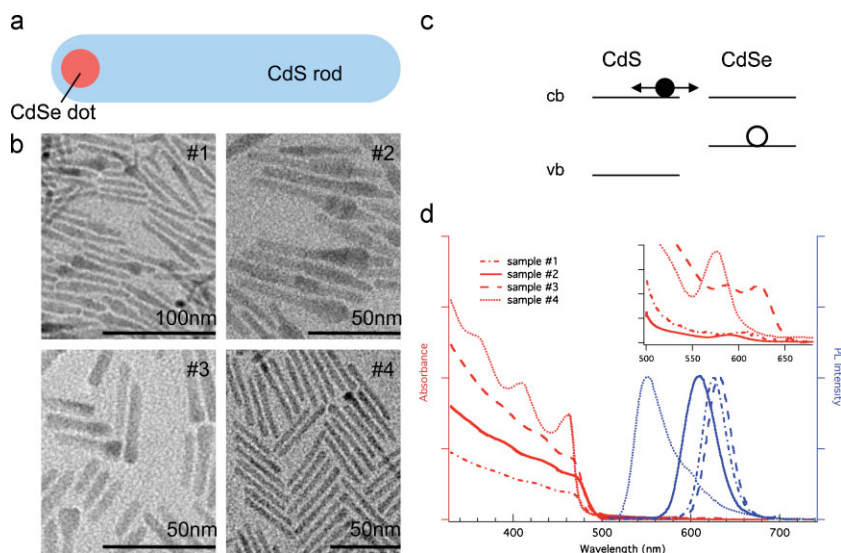 a
CdS rod
CdSe dot
b
#1
100nm
#2
50nm
#3
50nm
#4
50nm
c
CdS
CdSe
cb
vb
d
sample #1
sample #2
sample #3
sample #4
Absorbance
PL intensity
500
550
600
650
400
500
600
700
Wavelength (nm)